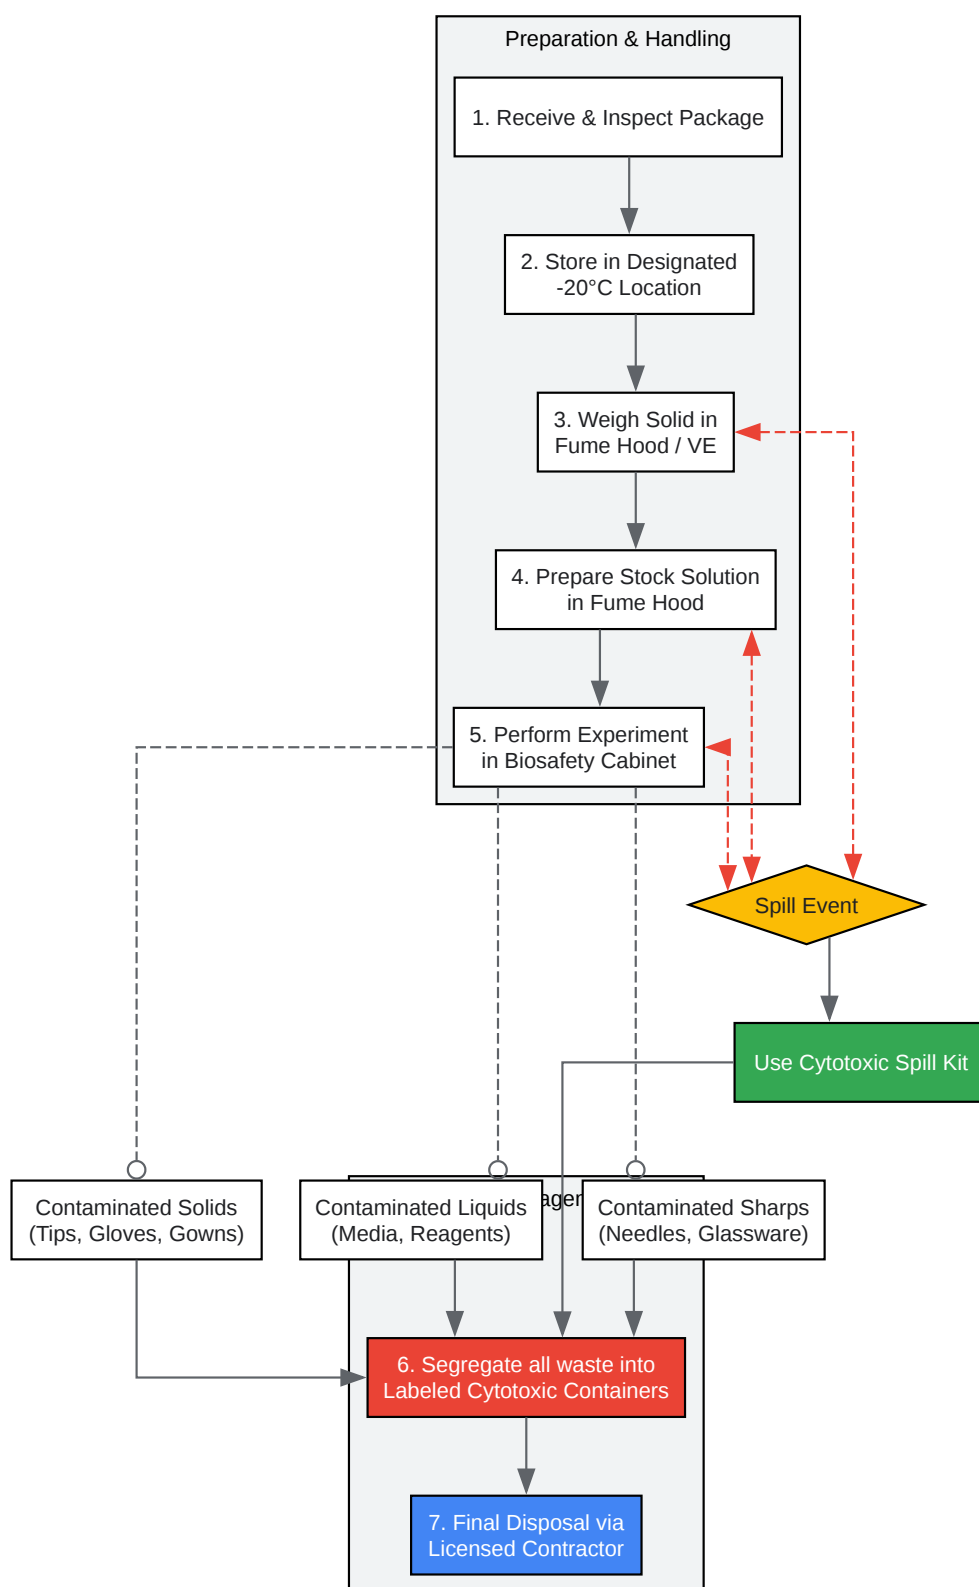 Preparation & Handling
1. Receive & Inspect Package
2. Store in Designated
-20°C Location
3. Weigh Solid in
Fume Hood / VE
4. Prepare Stock Solution
in Fume Hood
5. Perform Experiment
in Biosafety Cabinet
Spill Event
Use Cytotoxic Spill Kit
Contaminated Solids
(Tips, Gloves, Gowns)
Contaminated Liquids
(Media, Reagents)
Contaminated Sharps
(Needles, Glassware)
6. Segregate all waste into
Labeled Cytotoxic Containers
7. Final Disposal via
Licensed Contractor